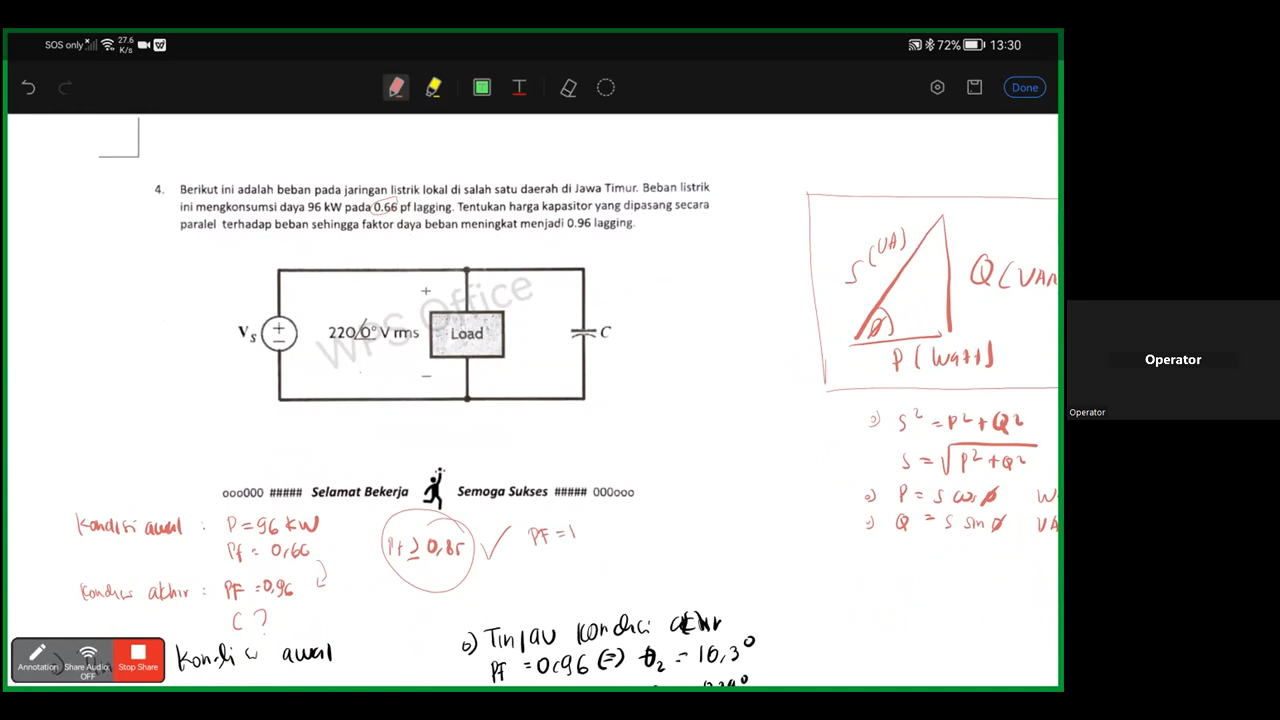 SOS only
27.6
K/s
72%
13:30
Done
4. Berikut ini adalah beban pada jaringan listrik lokal di salah satu daerah di Jawa Timur. Beban listrik
ini mengkonsumsi daya 96 kW pada 0.66 pf lagging. Tentukan harga kapasitor yang dipasang secara
paralel terhadap beban sehingga faktor daya beban meningkat menjadi 0.96 lagging.
WPS Office
Vs
+
−
220∠0° V rms
+
−
Load
C
ooo000 ##### Selamat Bekerja
Semoga Sukses ##### 000ooo
S (VA)
Q (VAR
P (Watt)
S² = P² + Q²
S = √P² + Q²
P = S cos ø W
Q = S sin ø VA
Kondisi awal : P = 96 kW
Pf = 0,66
Pf ≥ 0,85 ✓
PF = 1
Kondisi akhir : PF = 0,96
C ?
Kondisi awal
Tinjau kondisi akhir
PF = 0,96 => θ₂ = 16,3°
Annotation
Share Audio
OFF
Stop Share
Operator
Operator